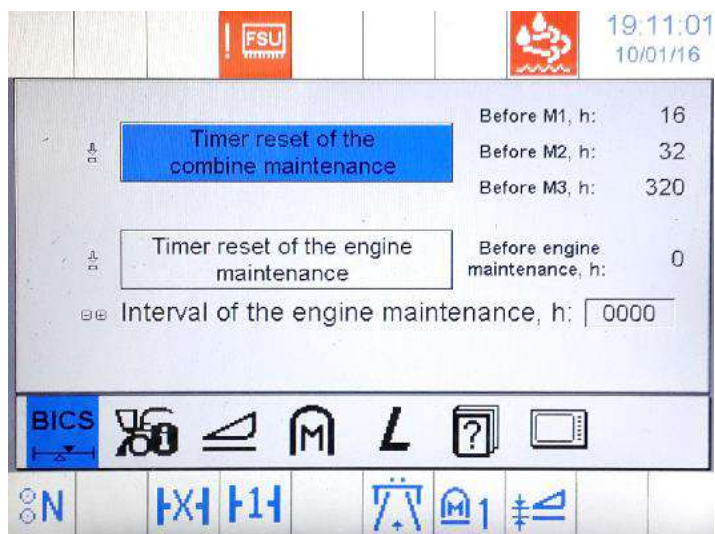 ! FSU
19:11:01
10/01/16
Timer reset of the
combine maintenance
Before M1, h: 16
Before M2, h: 32
Before M3, h: 320
Timer reset of the engine
maintenance
Before engine
maintenance, h: 0
Interval of the engine maintenance, h: 0000
BICS
i M L ?
N X 1 M 1